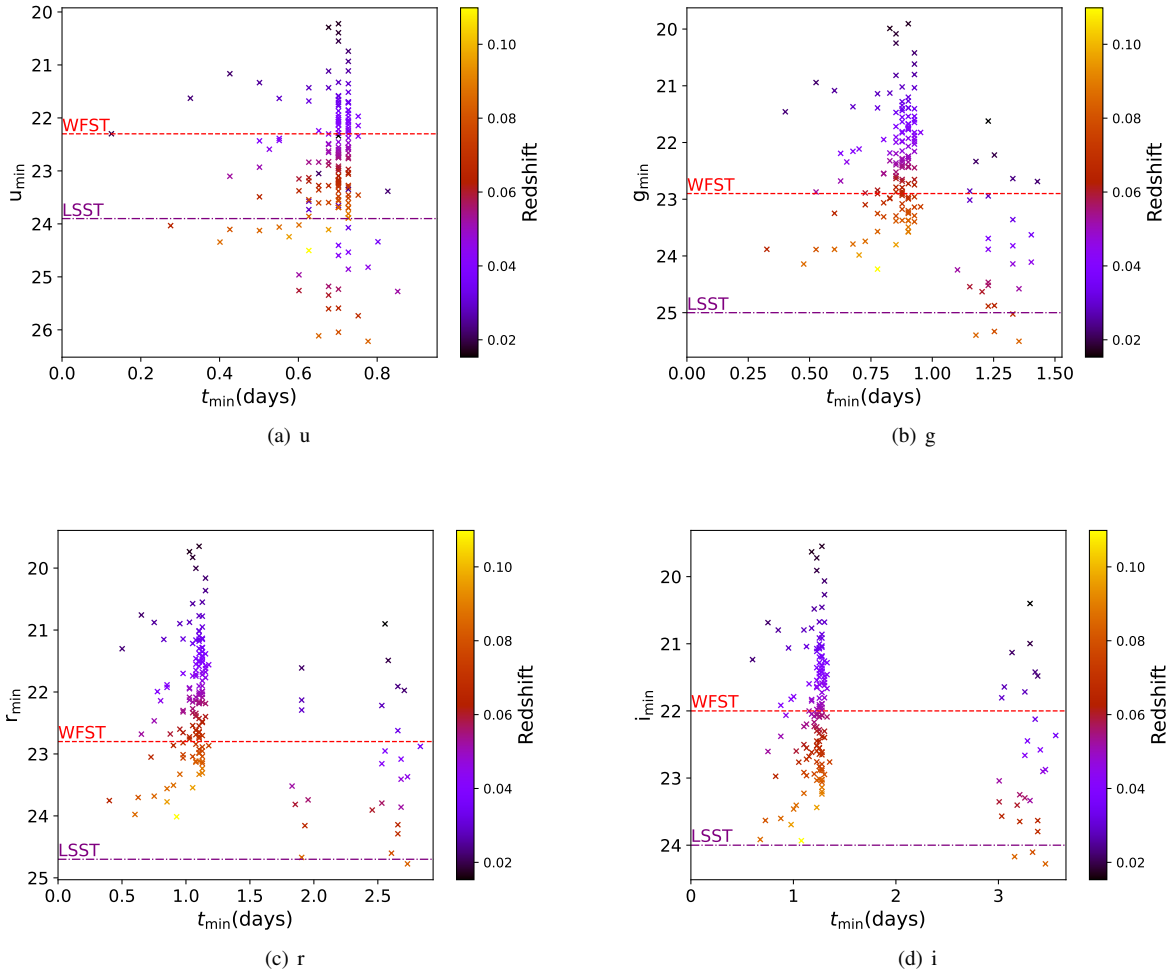 20
21
22
23
24
25
26
u_min
WFST
LSST
0.0 0.2 0.4 0.6 0.8
t_min(days)
0.10
0.08
0.06
0.04
0.02
Redshift
(a) u
20
21
22
23
24
25
g_min
WFST
LSST
0.00 0.25 0.50 0.75 1.00 1.25 1.50
t_min(days)
0.10
0.08
0.06
0.04
0.02
Redshift
(b) g
20
21
22
23
24
25
r_min
WFST
LSST
0.0 0.5 1.0 1.5 2.0 2.5
t_min(days)
0.10
0.08
0.06
0.04
0.02
Redshift
(c) r
20
21
22
23
24
i_min
WFST
LSST
0 1 2 3
t_min(days)
0.10
0.08
0.06
0.04
0.02
Redshift
(d) i